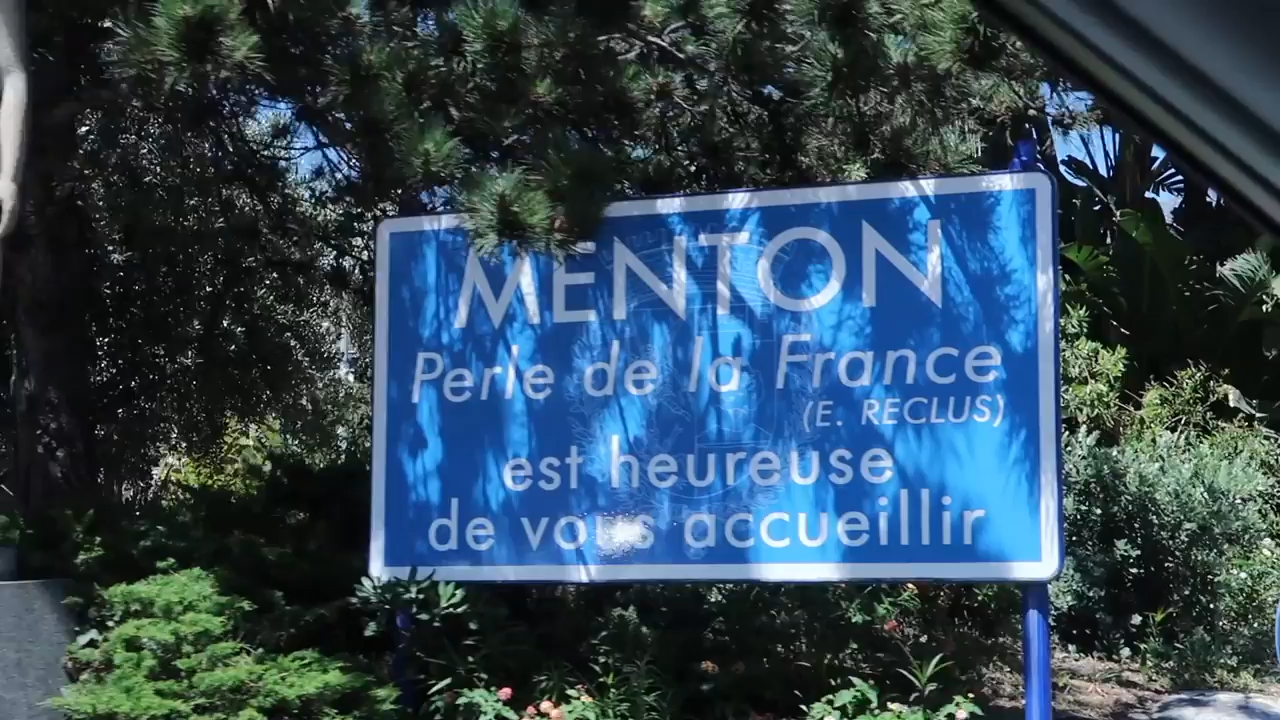 MENTON
Perle de la France
(E. RECLUS)
est heureuse
de vous accueillir